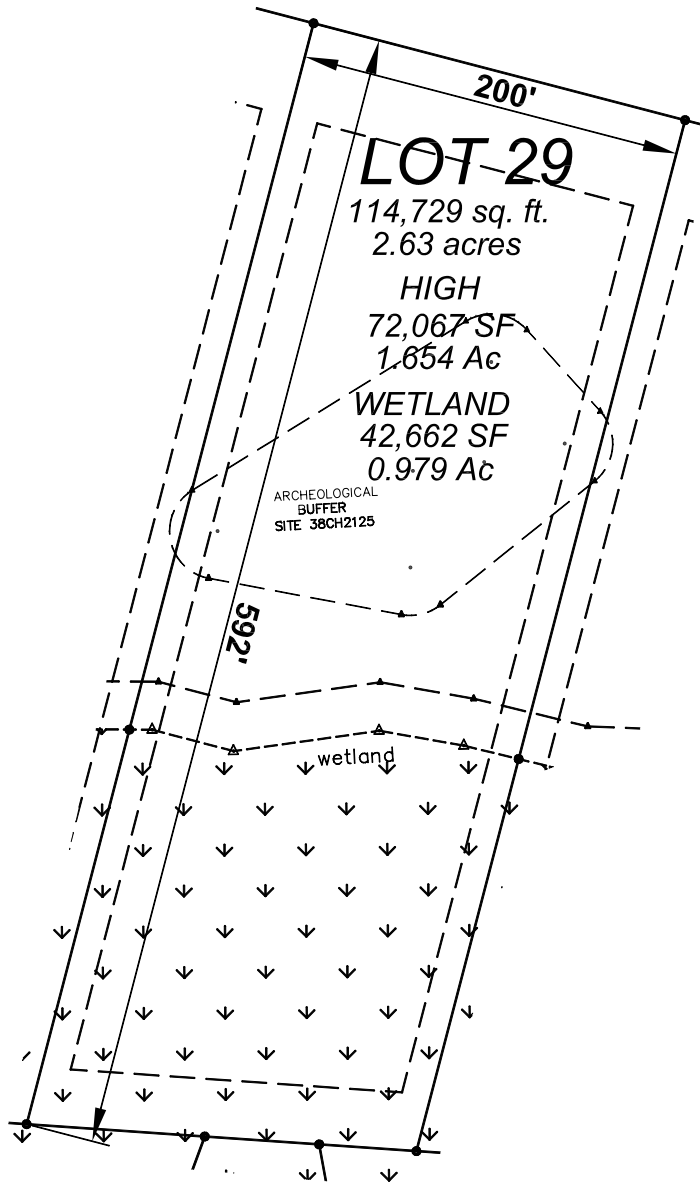 200'
LOT 29
114,729 sq. ft.
2.63 acres
HIGH
72,067 SF
1.654 Ac
WETLAND
42,662 SF
0.979 Ac
ARCHEOLOGICAL
BUFFER
SITE 38CH2125
592'
wetland